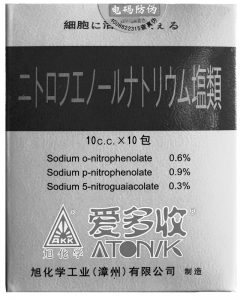 电码防伪
細胞に活
える
ニトロフエノールナトリウム塩類
10c.c.×10包
Sodium o-nitrophenolate 0.6%
Sodium p-nitrophenolate 0.9%
Sodium 5-nitroguaiacolate 0.3%
AKK
旭化学
爱多收
ATONIK
旭化学工业(漳州)有限公司 制造